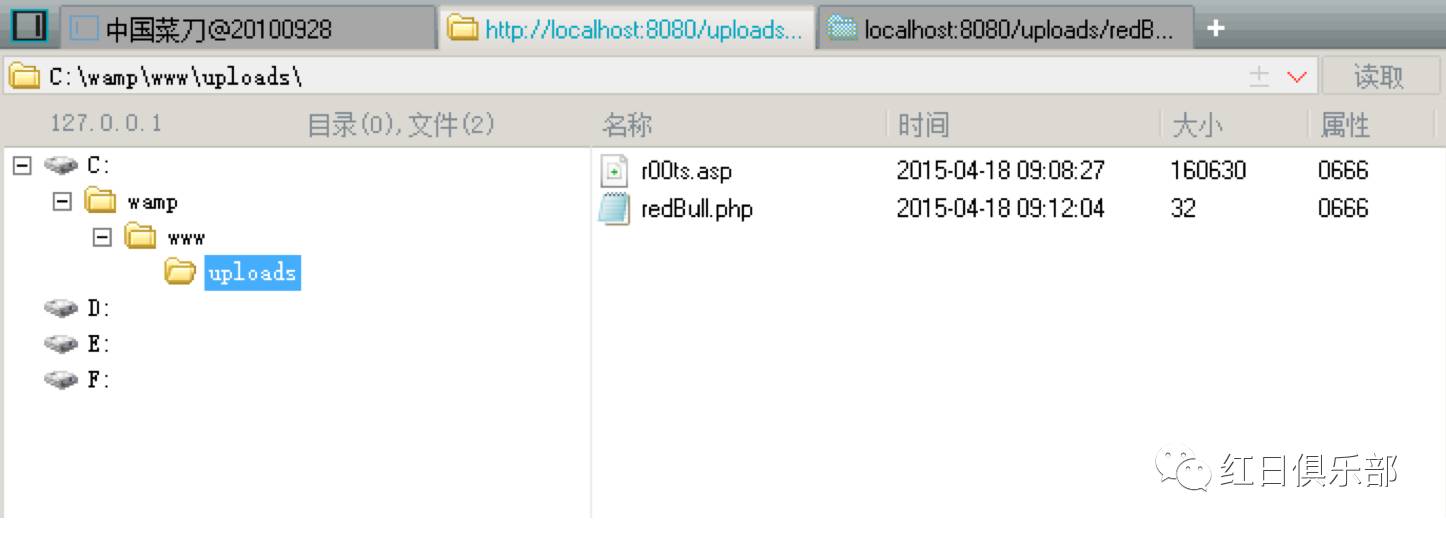 中国菜刀@20100928 http://localhost:8080/uploads... localhost:8080/uploads/redB... +
C:\wamp\www\uploads\ 读取
127.0.0.1 目录(0),文件(2) 名称 时间 大小 属性
C:
wamp
www
uploads
D:
E:
F:
r00ts.asp 2015-04-18 09:08:27 160630 0666
redBull.php 2015-04-18 09:12:04 32 0666
红日俱乐部